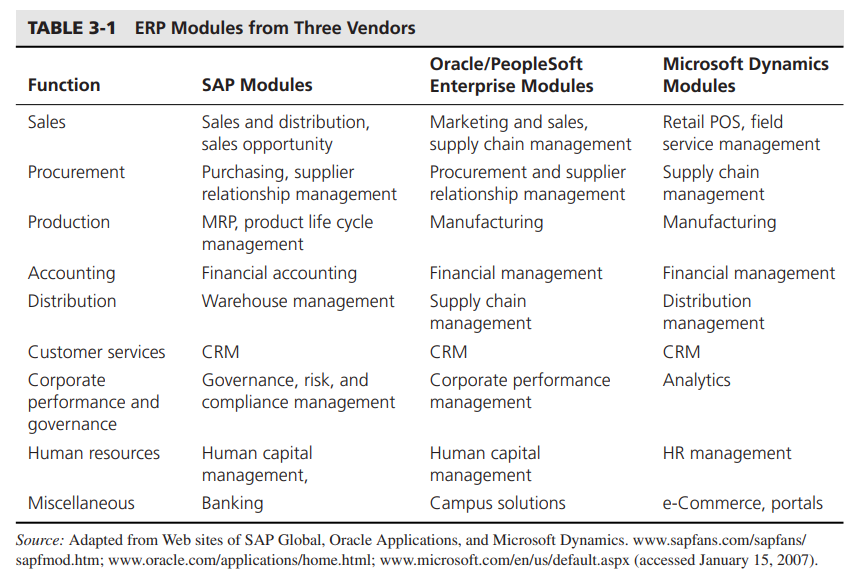 TABLE 3-1 ERP Modules from Three Vendors
Function SAP Modules Oracle/PeopleSoft Enterprise Modules Microsoft Dynamics Modules
Sales Sales and distribution, sales opportunity Marketing and sales, supply chain management Retail POS, field service management
Procurement Purchasing, supplier relationship management Procurement and supplier relationship management Supply chain management
Production MRP, product life cycle management Manufacturing Manufacturing
Accounting Financial accounting Financial management Financial management
Distribution Warehouse management Supply chain management Distribution management
Customer services CRM CRM CRM
Corporate performance and governance Governance, risk, and compliance management Corporate performance management Analytics
Human resources Human capital management, Human capital management HR management
Miscellaneous Banking Campus solutions e-Commerce, portals
Source: Adapted from Web sites of SAP Global, Oracle Applications, and Microsoft Dynamics. www.sapfans.com/sapfans/
sapfmod.htm; www.oracle.com/applications/home.html; www.microsoft.com/en/us/default.aspx (accessed January 15, 2007).